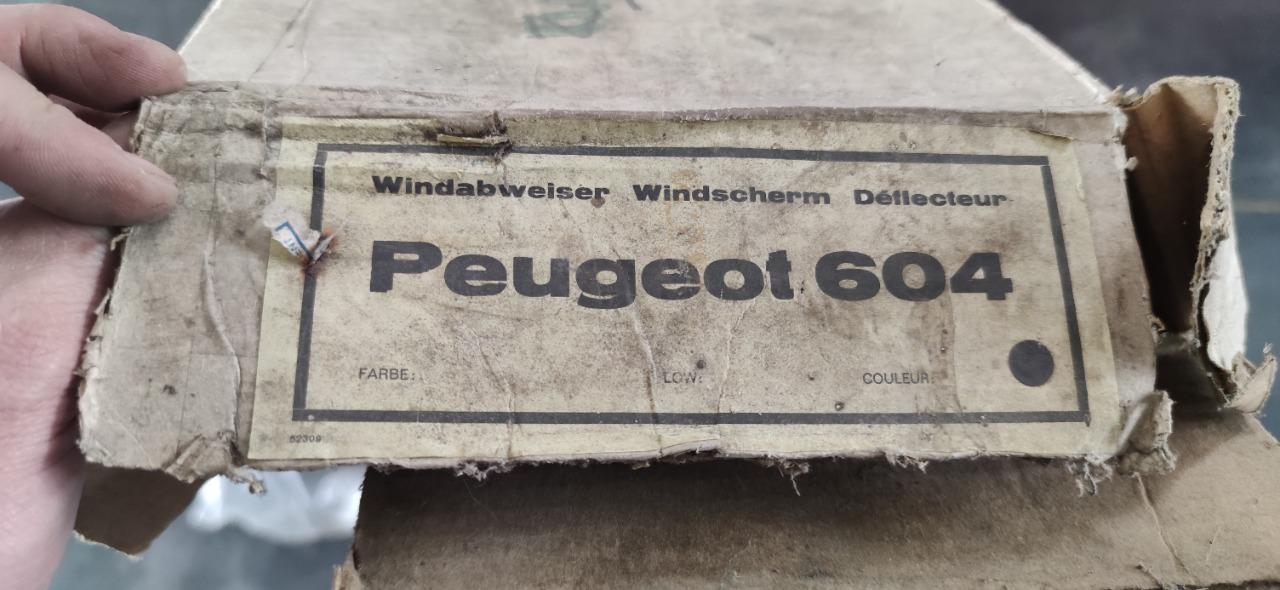 Windabweiser Windscherm Déflecteur
Peugeot 604
FARBE: LOW: COULEUR:
52309